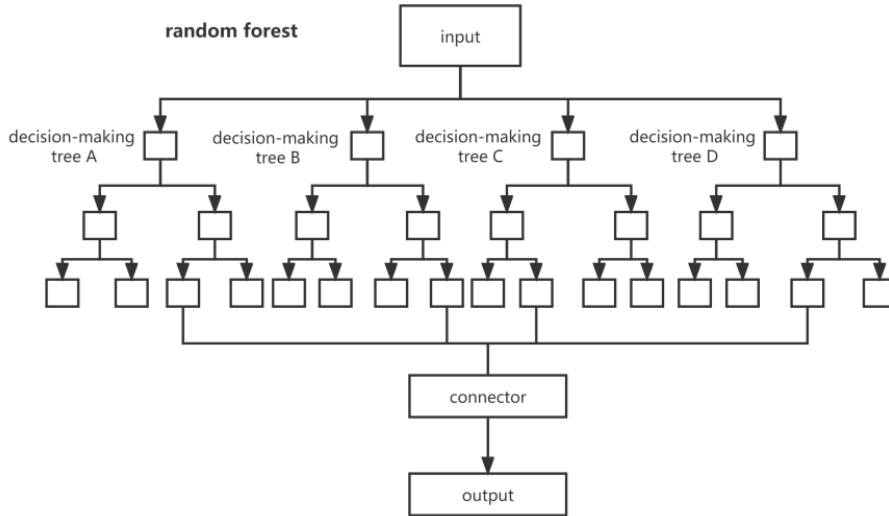 random forest
input
decision-making
tree A
decision-making
tree B
decision-making
tree C
decision-making
tree D
connector
output